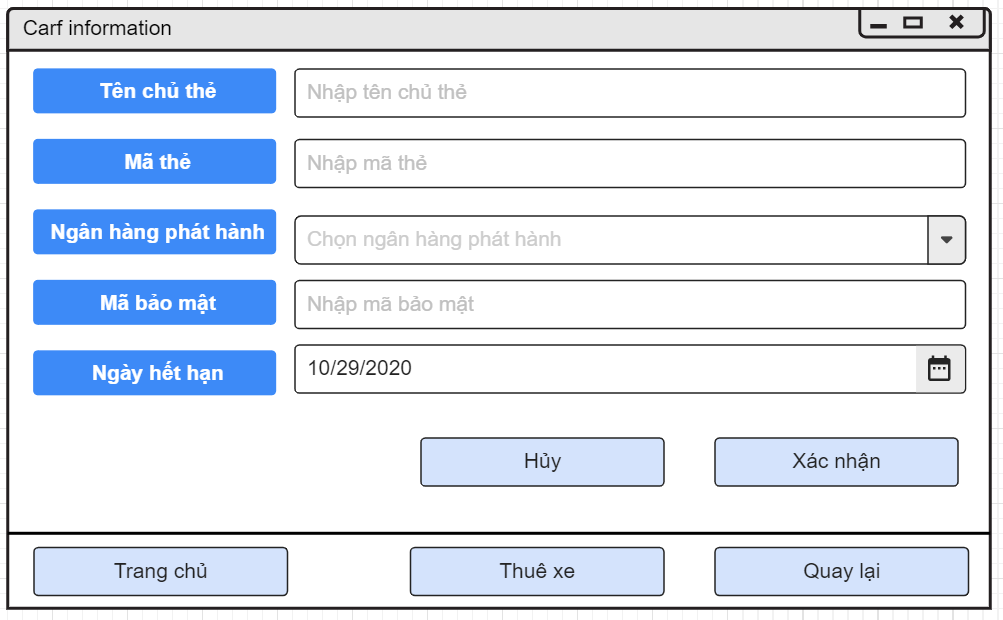 Carf information
Tên chủ thẻ
Nhập tên chủ thẻ
Mã thẻ
Nhập mã thẻ
Ngân hàng phát hành
Chọn ngân hàng phát hành
Mã bảo mật
Nhập mã bảo mật
Ngày hết hạn
10/29/2020
Hủy
Xác nhận
Trang chủ
Thuê xe
Quay lại